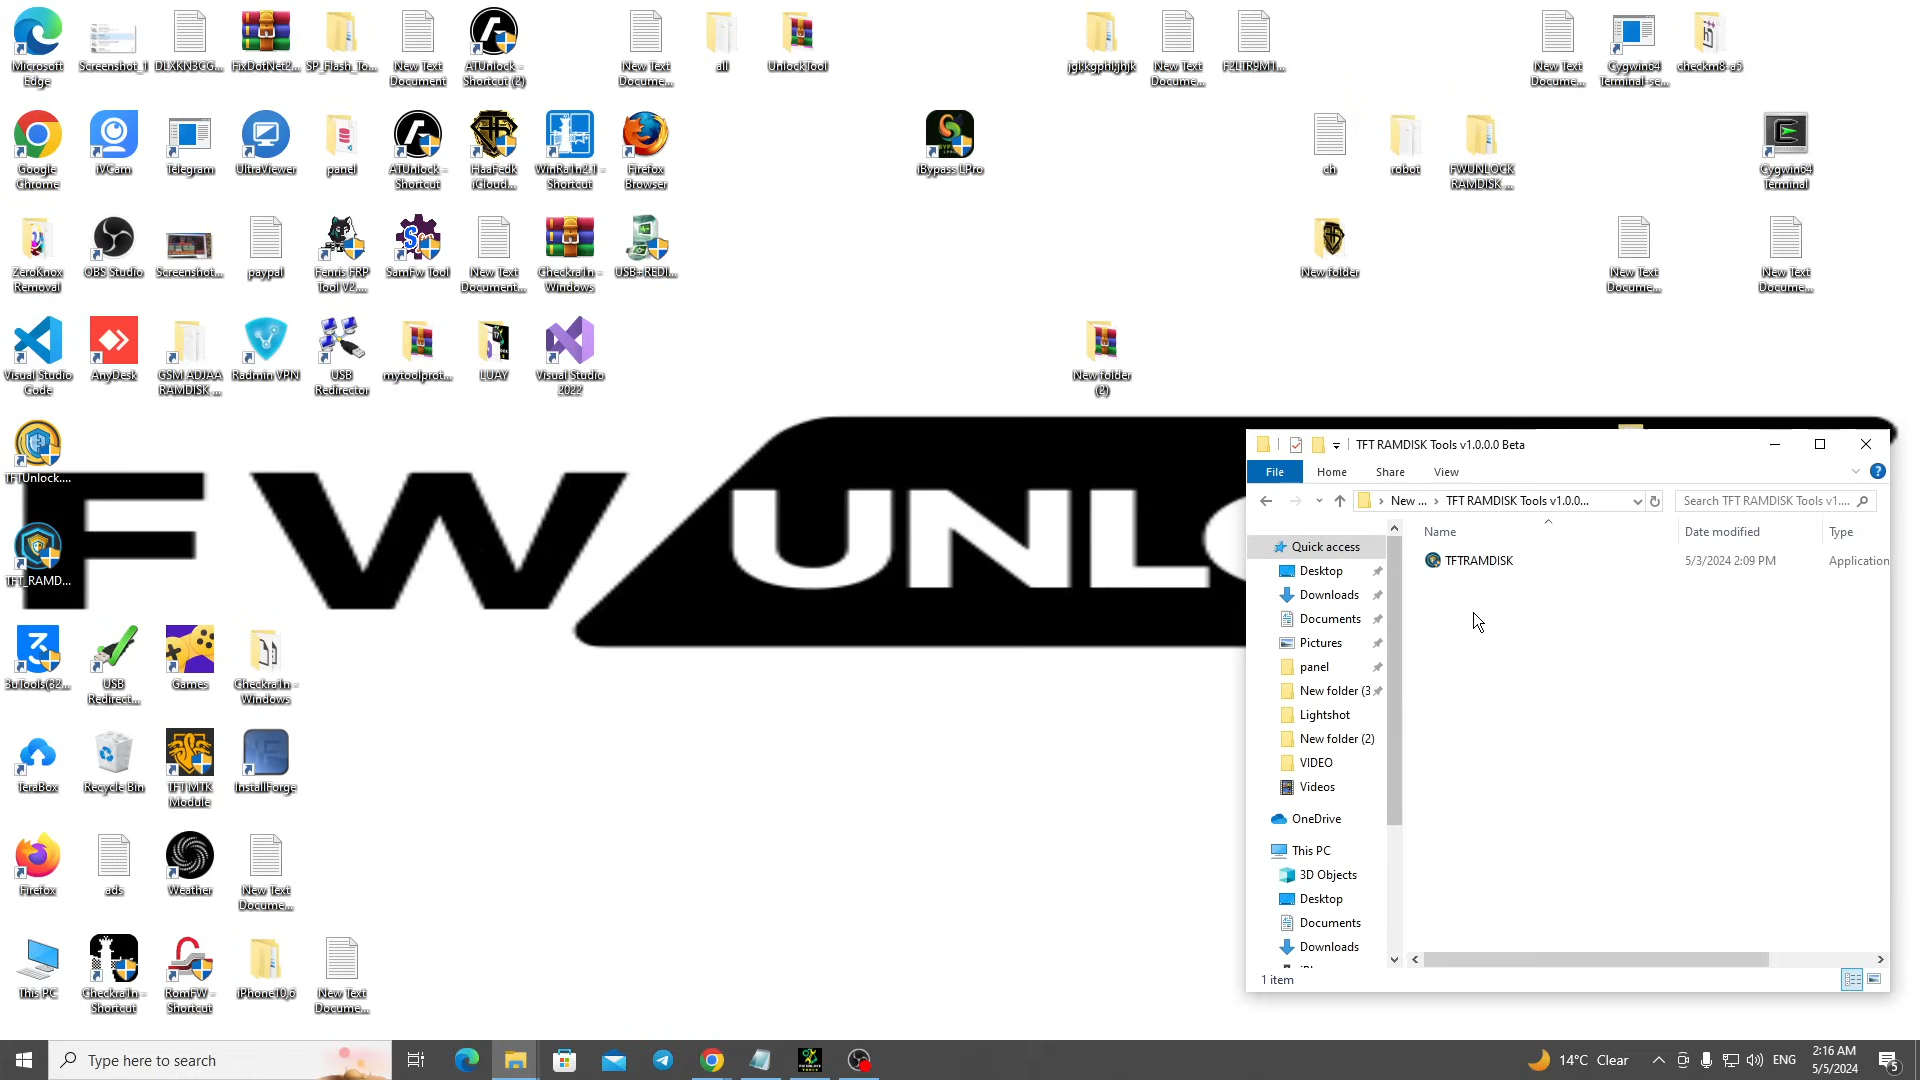 Microsoft
Edge
Screenshot_1
DLXKN3CG...
FixDotNet2...
SP_Flash_To...
New Text
Document
ATUnlock -
Shortcut (2)
New Text
Docume...
all
UnlockTool
New Text
Docume...
F2LTR9M1...
New Text
Docume...
Cygwin64
Terminal-se...
checkm8-a5
Google
Chrome
iVCam
Telegram
UltraViewer
panel
ATUnlock -
Shortcut
HaaFedk
iCloud...
WinRa1n2.1 -
Shortcut
Firefox
Browser
iBypass LPro
ch
robot
FWUNLOCK
RAMDISK ...
Cygwin64
Terminal
ZeroKnox
Removal
OBS Studio
Screenshot...
paypal
Fenris FRP
Tool V2....
SamFw Tool
New Text
Document...
Checkra1n -
Windows
USB+REDI...
New folder
New Text
Docume...
New Text
Docume...
Visual Studio
Code
AnyDesk
GSM ADJAA
RAMDISK ...
Radmin VPN
USB
Redirector
mytoolprot...
LUAY
Visual Studio
2022
New folder
(2)
TFTUnlock....
TFT_RAMD...
FW UNLO
3uTools(32...
USB
Redirect...
Games
Checkra1n -
Windows
TeraBox
Recycle Bin
TFT MTK
Module
InstallForge
Firefox
ads
Weather
New Text
Docume...
This PC
Checkra1n -
Shortcut
RomFW -
Shortcut
iPhone10,6
New Text
Docume...
TFT RAMDISK Tools v1.0.0.0 Beta
File Home Share View
New ... TFT RAMDISK Tools v1.0.0...
Search TFT RAMDISK Tools v1....
Name Date modified Type
TFTRAMDISK 5/3/2024 2:09 PM Application
Quick access
Desktop
Downloads
Documents
Pictures
panel
New folder (3
Lightshot
New folder (2)
VIDEO
Videos
OneDrive
This PC
3D Objects
Desktop
Documents
Downloads
1 item
Type here to search
14°C Clear
ENG
2:16 AM
5/5/2024
5